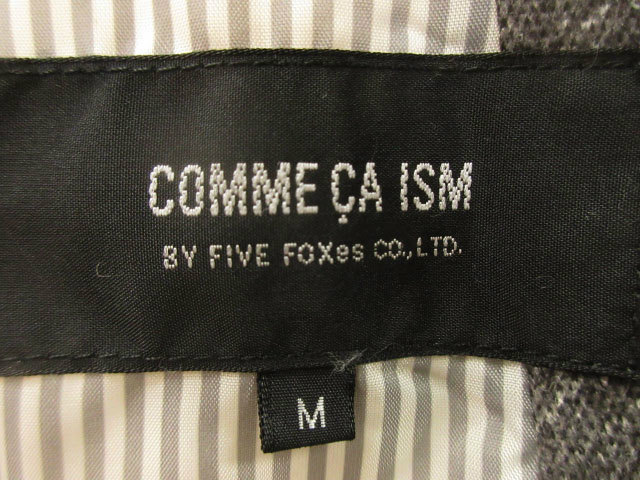 COMME ÇA ISM
BY FIVE FOXes CO.,LTD.
M